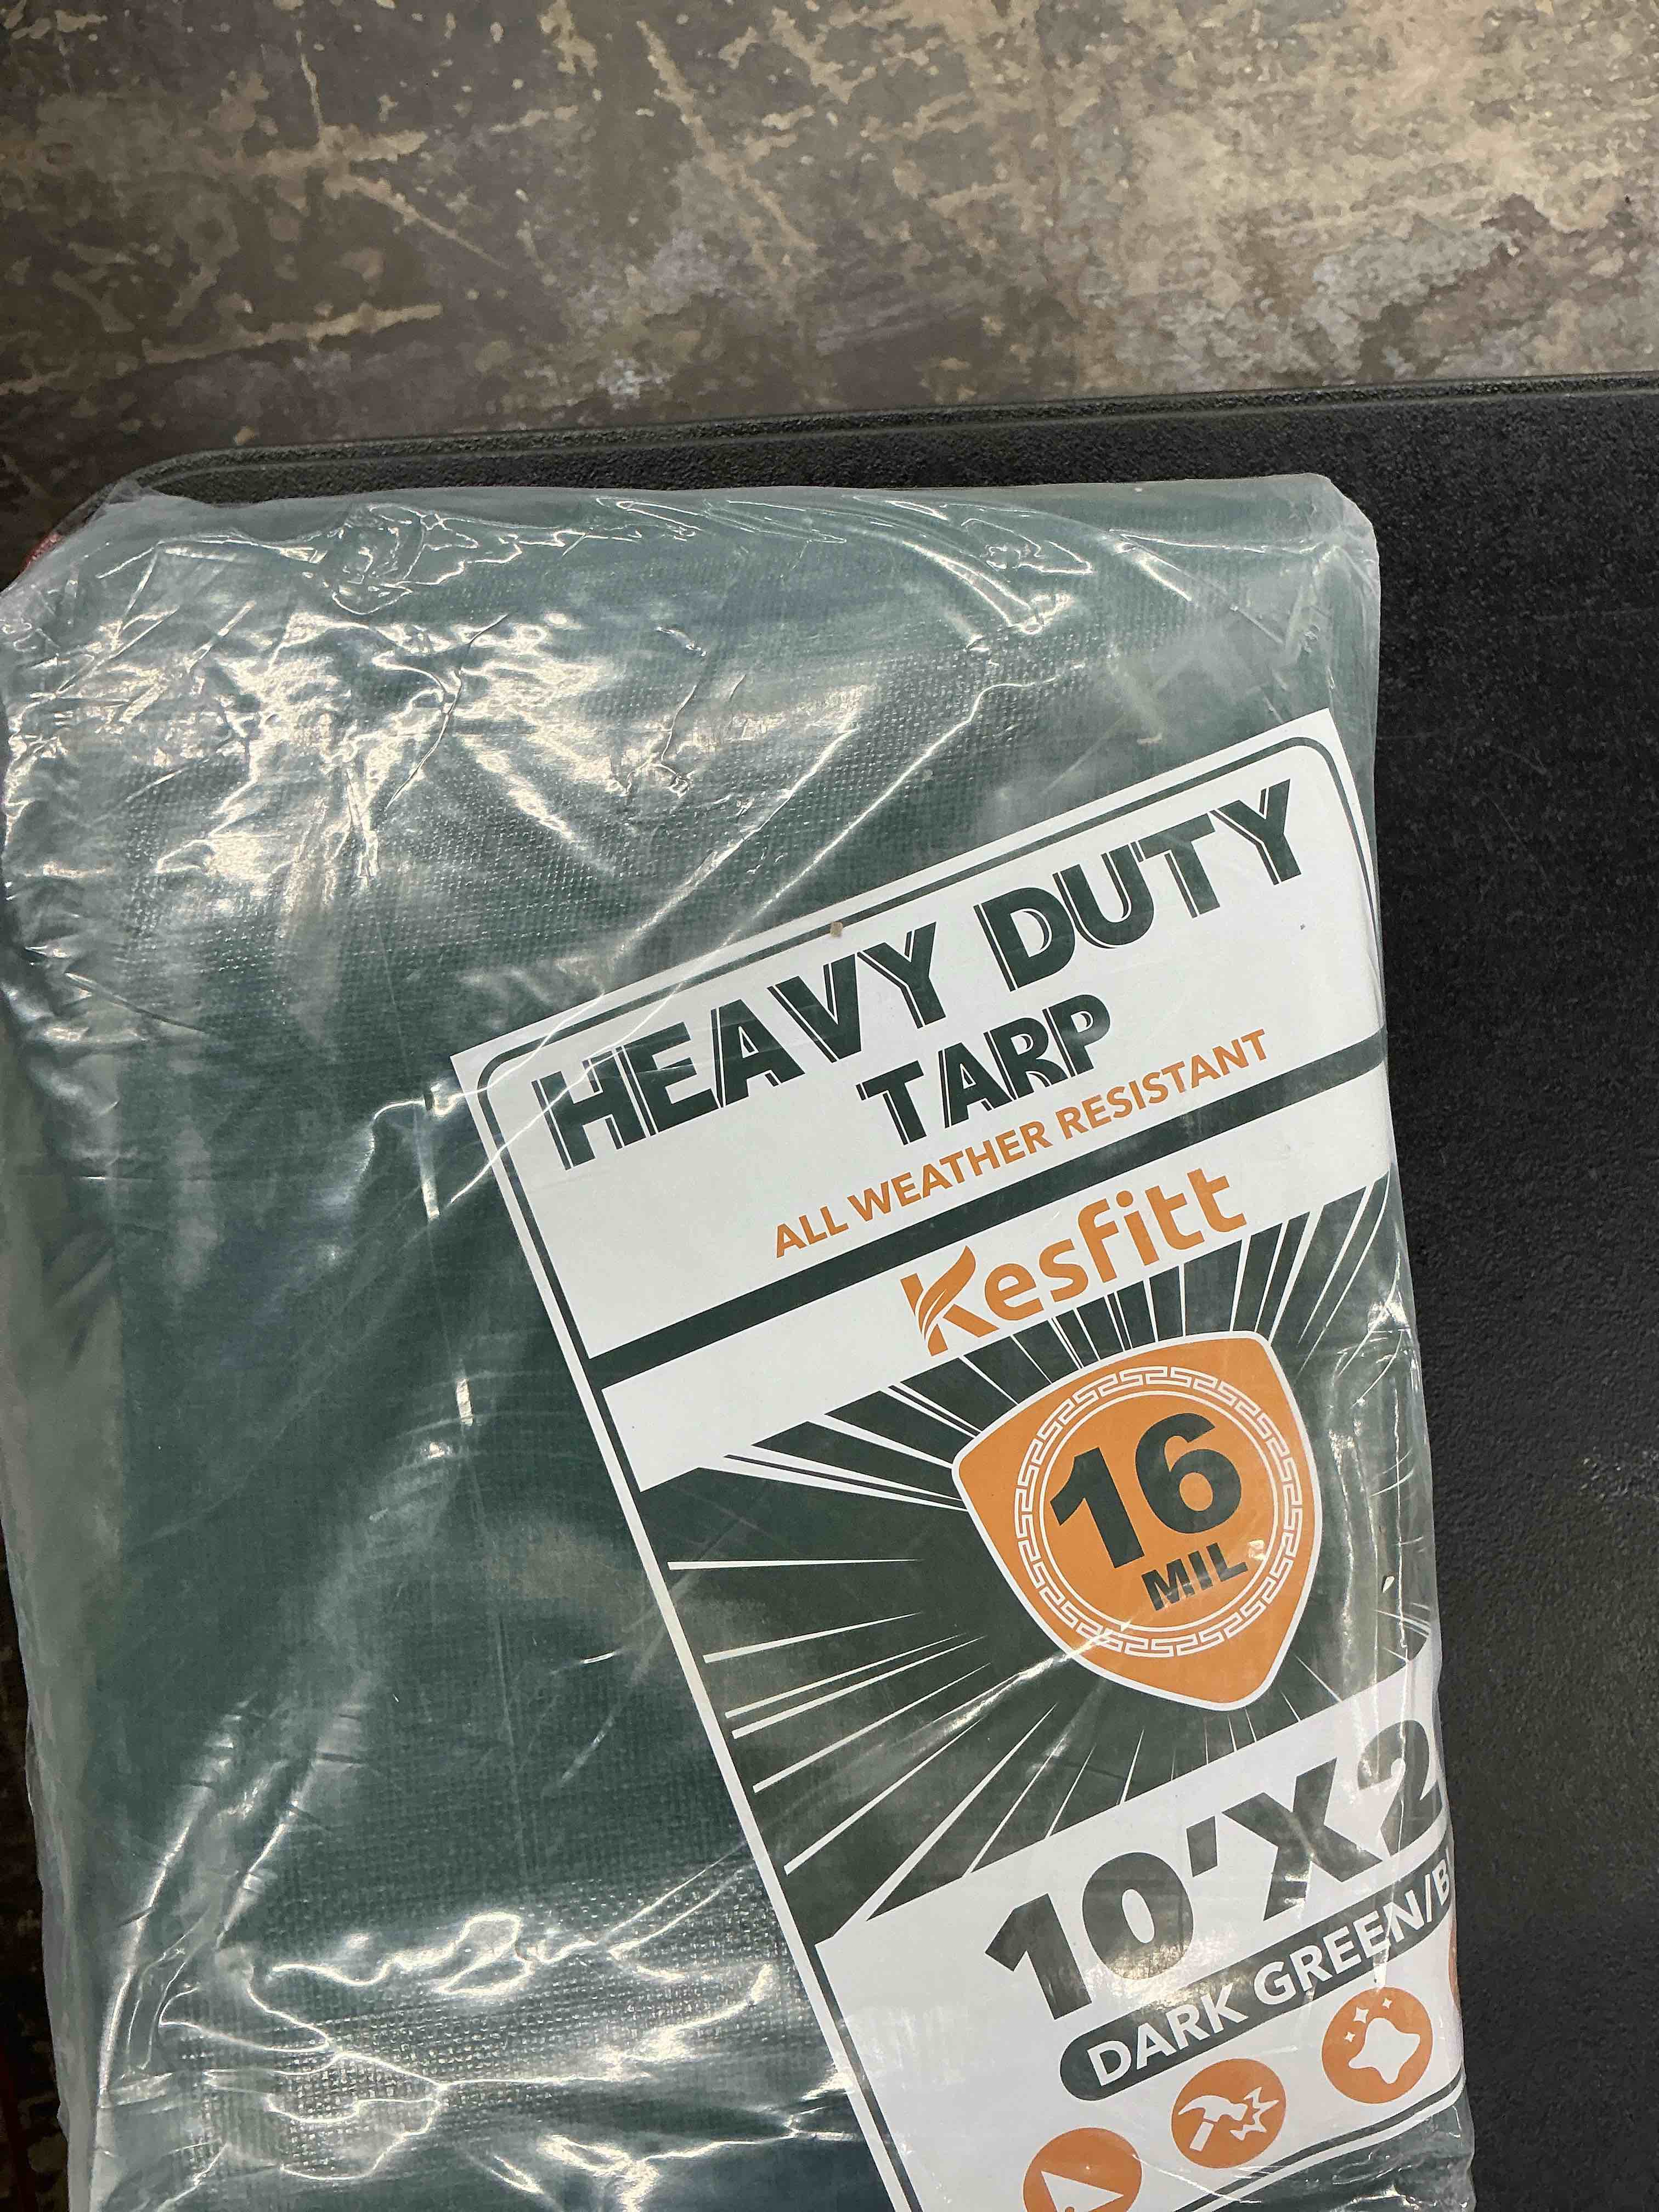 HEAVY DUTY
TARP
ALL WEATHER RESISTANT
Kesfitt
16
MIL
10'X2
DARK GREEN/B